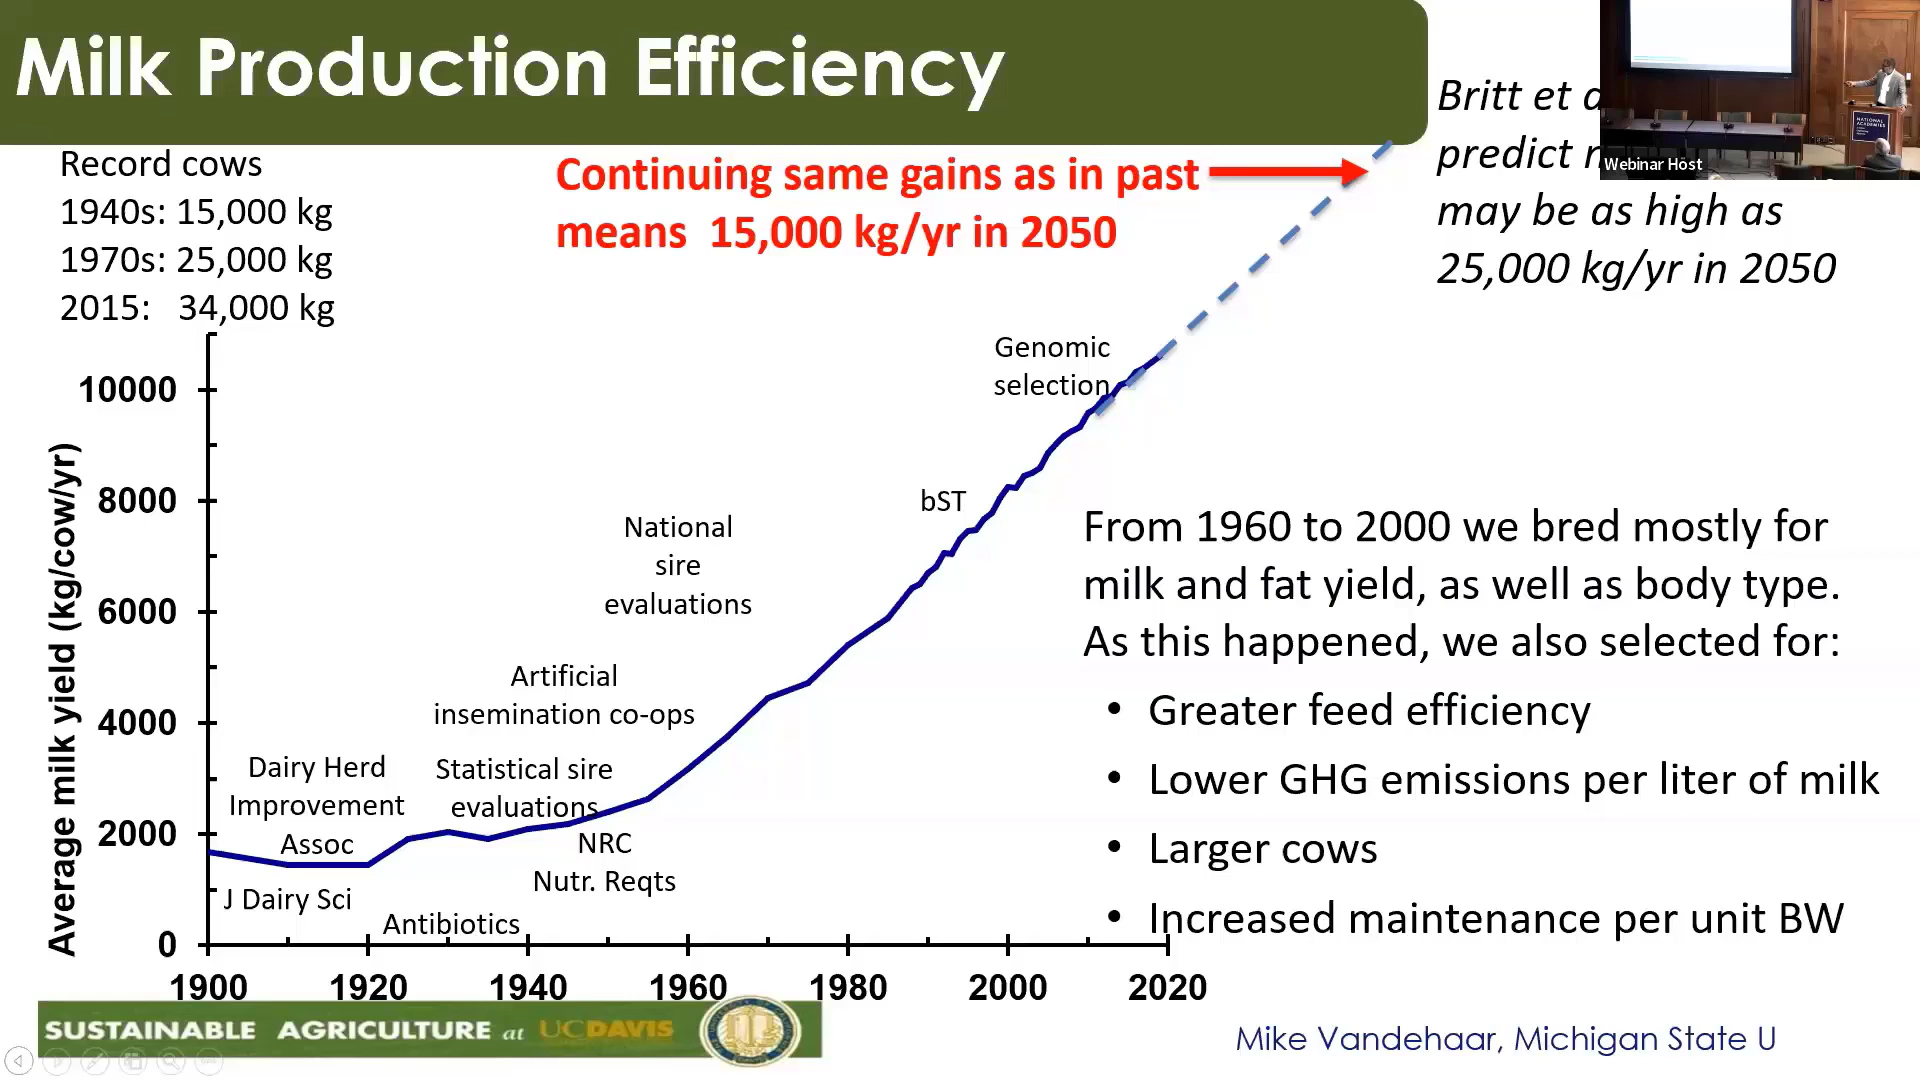 Milk Production Efficiency
Record cows
1940s: 15,000 kg
1970s: 25,000 kg
2015: 34,000 kg
Continuing same gains as in past
means 15,000 kg/yr in 2050
Britt et
predict
may be as high as
25,000 kg/yr in 2050
Webinar Host
NATIONAL
ACADEMIES
Genomic
selection
bST
National
sire
evaluations
Artificial
insemination co-ops
Statistical sire
evaluations
Dairy Herd
Improvement
Assoc
NRC
Nutr. Reqts
J Dairy Sci
Antibiotics
Average milk yield (kg/cow/yr)
10000
8000
6000
4000
2000
0
1900 1920 1940 1960 1980 2000 2020
From 1960 to 2000 we bred mostly for
milk and fat yield, as well as body type.
As this happened, we also selected for:
• Greater feed efficiency
• Lower GHG emissions per liter of milk
• Larger cows
• Increased maintenance per unit BW
SUSTAINABLE AGRICULTURE at UCDAVIS
Mike Vandehaar, Michigan State U